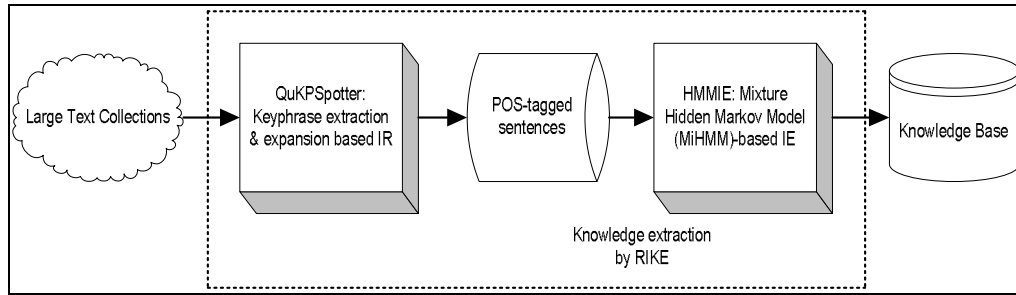 Large Text Collections
QuKPSpotter:
Keyphrase extraction
& expansion based IR
POS-tagged
sentences
HMMIE: Mixture
Hidden Markov Model
(MiHMM)-based IE
Knowledge Base
Knowledge extraction
by RIKE